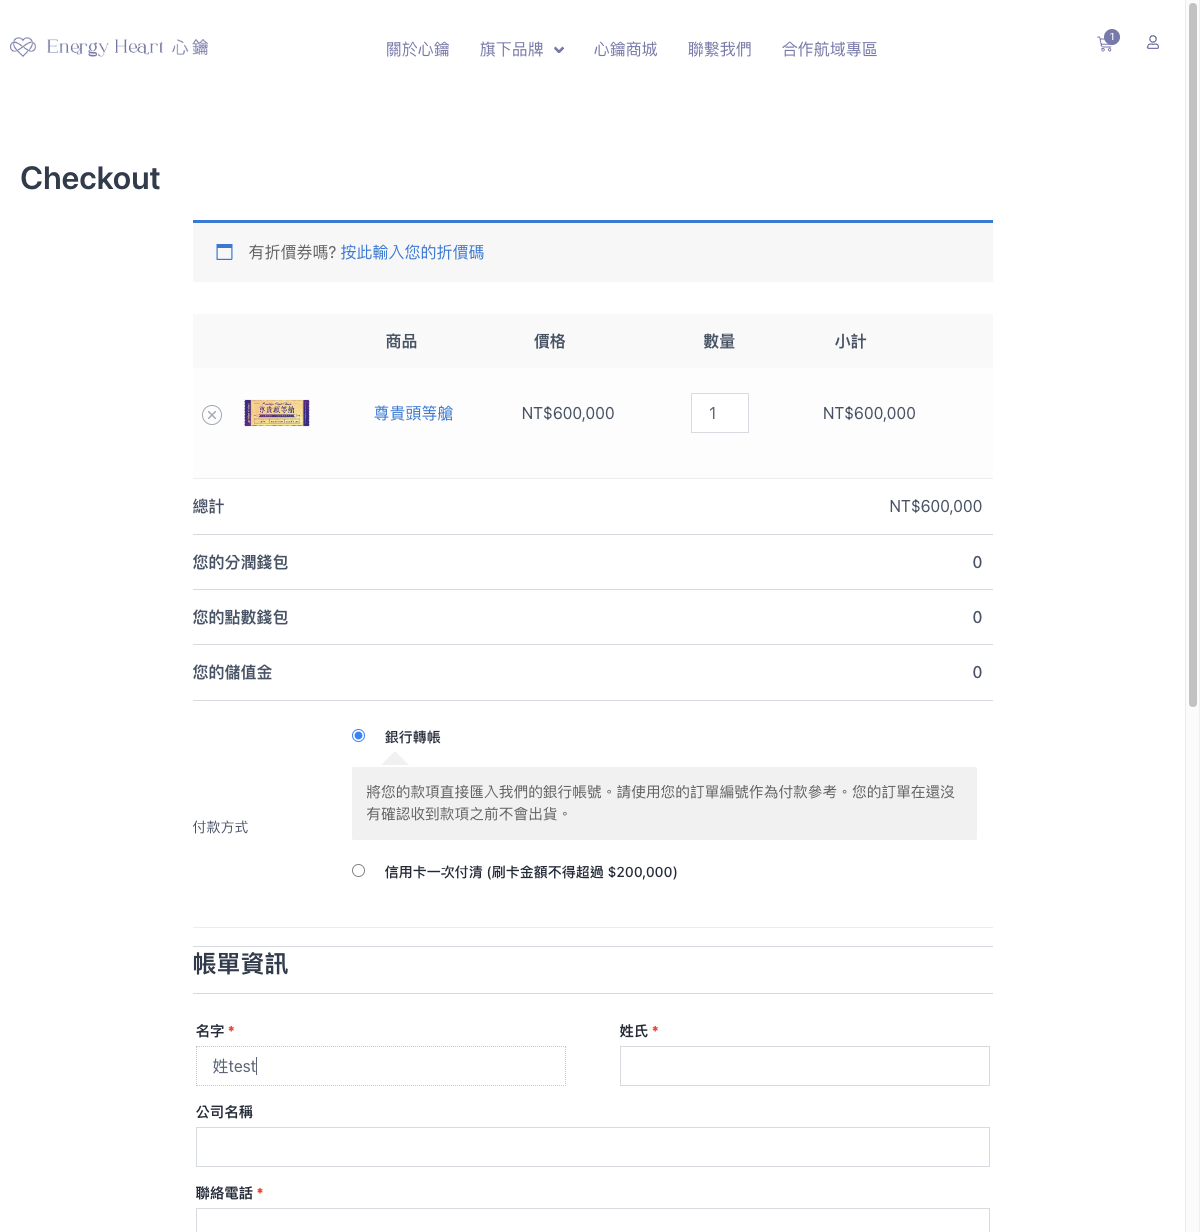 Energy Heart 心鑰
關於心鑰 旗下品牌 心鑰商城 聯繫我們 合作航域專區
1
Checkout
有折價券嗎? 按此輸入您的折價碼
商品 價格 數量 小計
尊貴頭等艙
尊貴頭等艙 NT$600,000 1 NT$600,000
總計 NT$600,000
您的分潤錢包 0
您的點數錢包 0
您的儲值金 0
付款方式
銀行轉帳
將您的款項直接匯入我們的銀行帳號。請使用您的訂單編號作為付款參考。您的訂單在還沒
有確認收到款項之前不會出貨。
信用卡一次付清 (刷卡金額不得超過 $200,000)
帳單資訊
名字 * 姓氏 *
姓test
公司名稱
聯絡電話 *